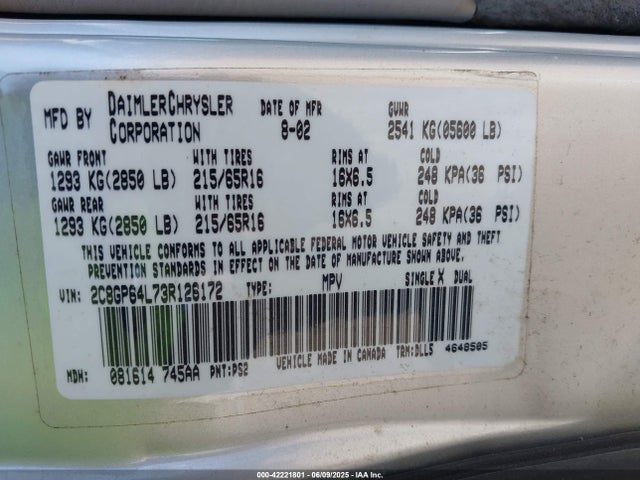 MFD BY DAIMLERCHRYSLER CORPORATION DATE OF MFR 8-02 GVWR 2541 KG(05600 LB)
GAWR FRONT WITH TIRES RIMS AT COLD
1293 KG(2850 LB) 215/65R16 16X6.5 248 KPA(36 PSI)
GAWR REAR WITH TIRES RIMS AT COLD
1293 KG(2850 LB) 215/65R16 16X6.5 248 KPA(36 PSI)
THIS VEHICLE CONFORMS TO ALL APPLICABLE FEDERAL MOTOR VEHICLE SAFETY AND THEFT
PREVENTION STANDARDS IN EFFECT ON THE DATE OF MANUFACTURE SHOWN ABOVE.
VIN: 2C8GP64L73R126172 TYPE: MPV SINGLE X DUAL
VEHICLE MADE IN CANADA TRM:DLL5 4648505
MDH: 081614 745AA PNT:PS2
000-42221801 - 06/09/2025 - IAA Inc.